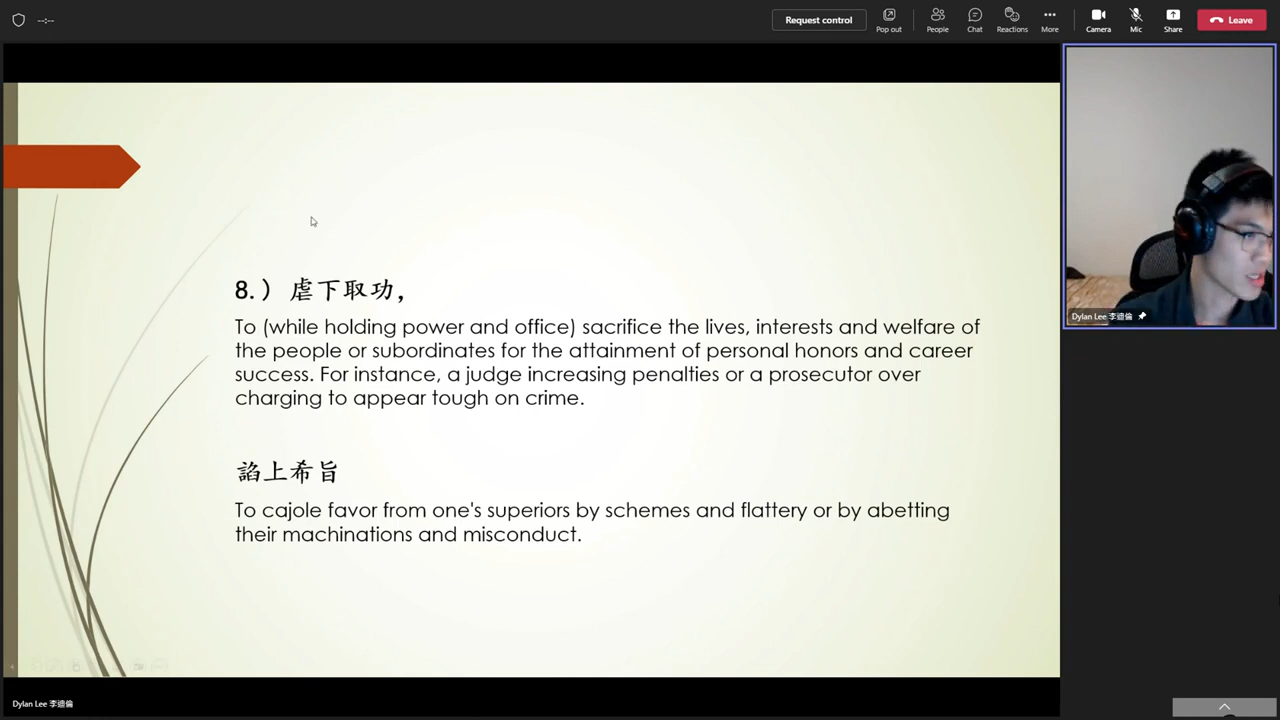 --:--
Request control
Pop out
People
Chat
Reactions
More
Camera
Mic
Share
Leave
8.） 虐下取功，
To (while holding power and office) sacrifice the lives, interests and welfare of
the people or subordinates for the attainment of personal honors and career
success. For instance, a judge increasing penalties or a prosecutor over
charging to appear tough on crime.
諂上希旨
To cajole favor from one's superiors by schemes and flattery or by abetting
their machinations and misconduct.
Dylan Lee 李迪倫
Dylan Lee 李迪倫